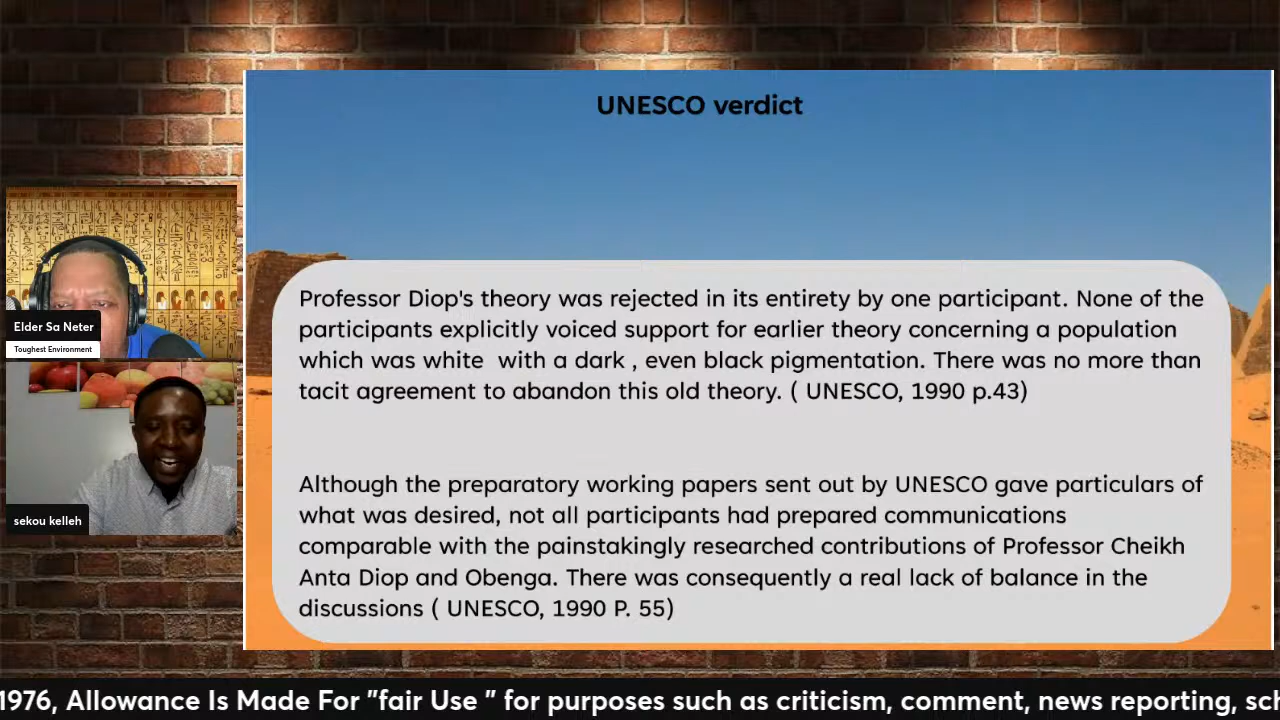 UNESCO verdict
Professor Diop's theory was rejected in its entirety by one participant. None of the
participants explicitly voiced support for earlier theory concerning a population
which was white with a dark , even black pigmentation. There was no more than
tacit agreement to abandon this old theory. ( UNESCO, 1990 p.43)
Although the preparatory working papers sent out by UNESCO gave particulars of
what was desired, not all participants had prepared communications
comparable with the painstakingly researched contributions of Professor Cheikh
Anta Diop and Obenga. There was consequently a real lack of balance in the
discussions ( UNESCO, 1990 P. 55)
Elder Sa Neter
Toughest Environment
sekou kelleh
1976, Allowance Is Made For "fair Use " for purposes such as criticism, comment, news reporting, sch